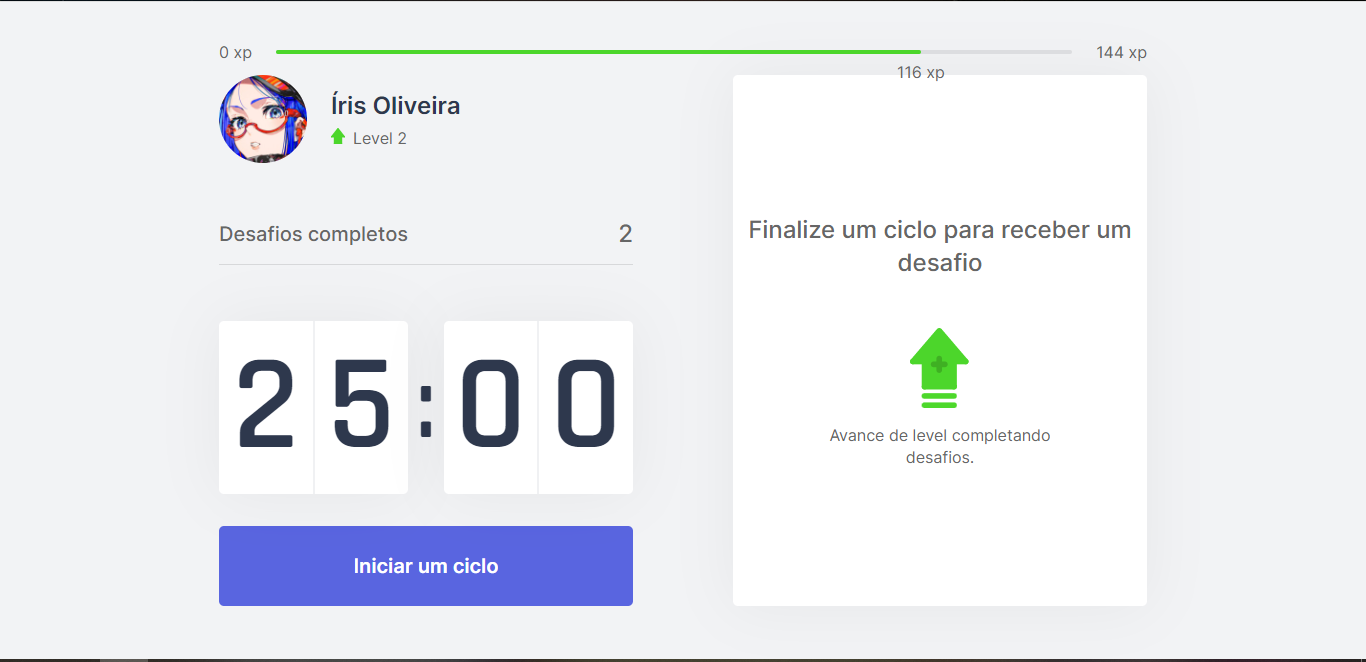 0 xp
144 xp
116 xp
Íris Oliveira
Level 2
Desafios completos
2
25:00
Iniciar um ciclo
Finalize um ciclo para receber um
desafio
Avance de level completando
desafios.